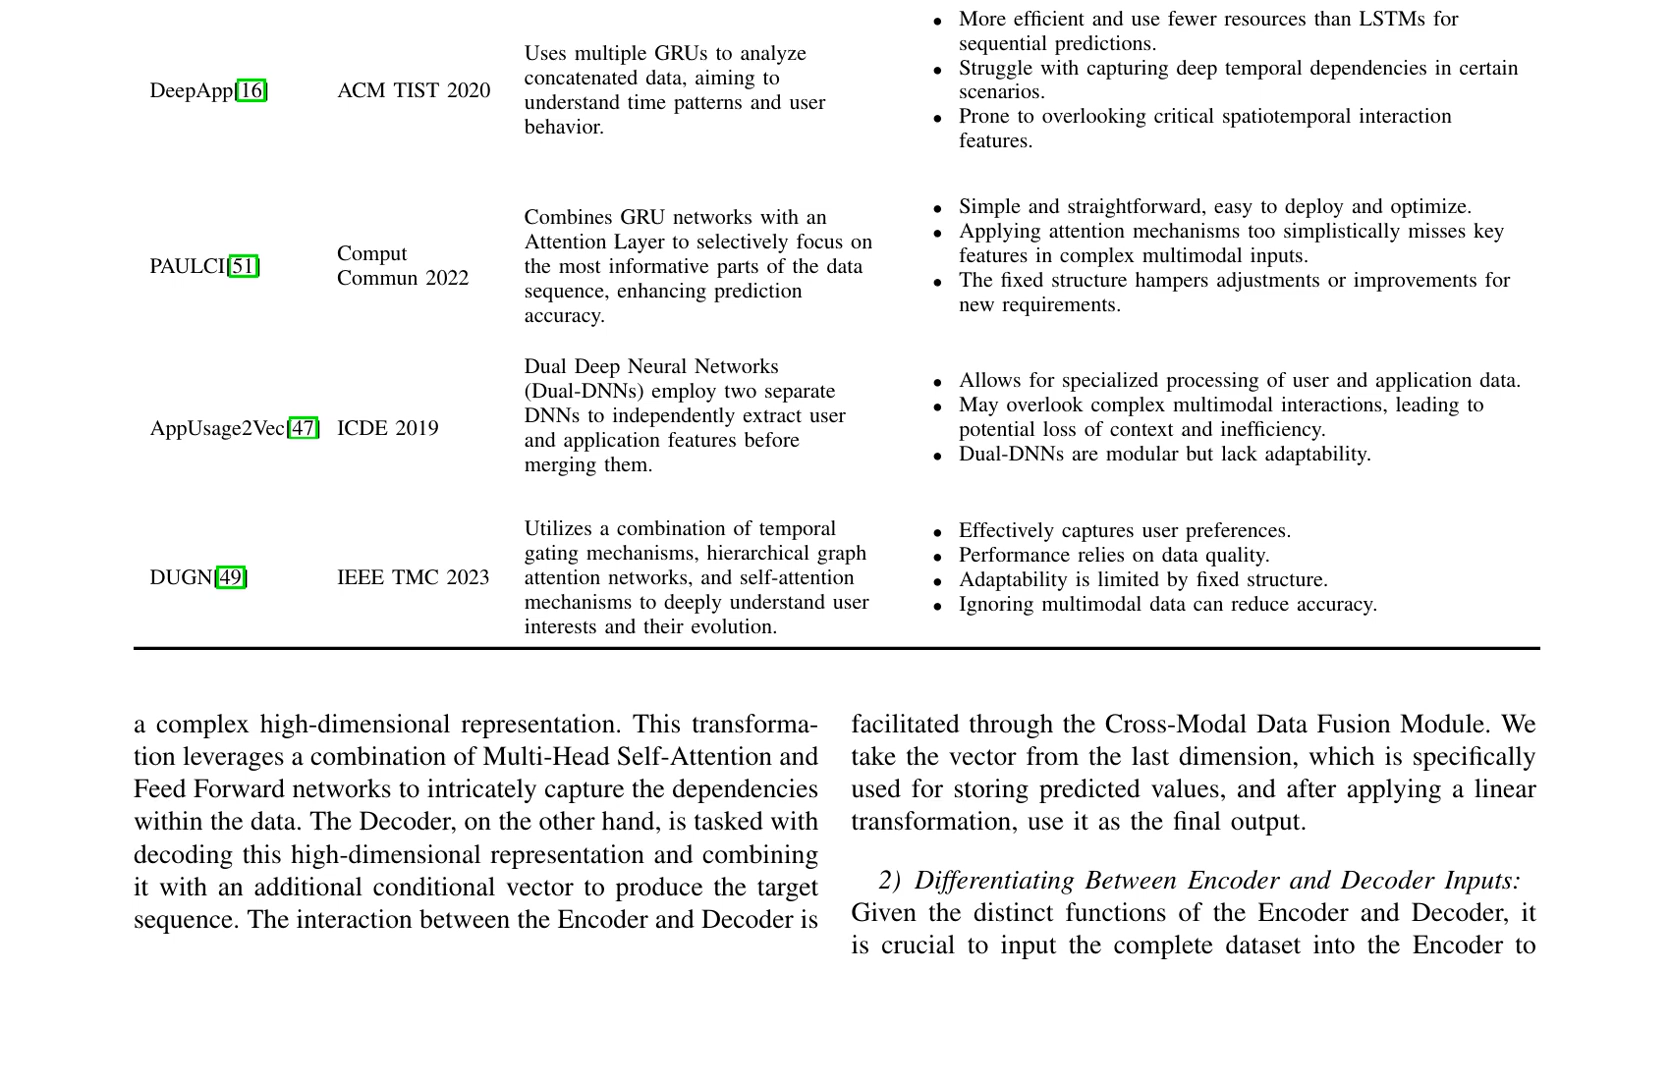 DeepApp[16]
ACM TIST 2020
Uses multiple GRUs to analyze
concatenated data, aiming to
understand time patterns and user
behavior.
• More efficient and use fewer resources than LSTMs for
sequential predictions.
• Struggle with capturing deep temporal dependencies in certain
scenarios.
• Prone to overlooking critical spatiotemporal interaction
features.
PAULCI[51]
Comput
Commun 2022
Combines GRU networks with an
Attention Layer to selectively focus on
the most informative parts of the data
sequence, enhancing prediction
accuracy.
• Simple and straightforward, easy to deploy and optimize.
• Applying attention mechanisms too simplistically misses key
features in complex multimodal inputs.
• The fixed structure hampers adjustments or improvements for
new requirements.
AppUsage2Vec[47]
ICDE 2019
Dual Deep Neural Networks
(Dual-DNNs) employ two separate
DNNs to independently extract user
and application features before
merging them.
• Allows for specialized processing of user and application data.
• May overlook complex multimodal interactions, leading to
potential loss of context and inefficiency.
• Dual-DNNs are modular but lack adaptability.
DUGN[49]
IEEE TMC 2023
Utilizes a combination of temporal
gating mechanisms, hierarchical graph
attention networks, and self-attention
mechanisms to deeply understand user
interests and their evolution.
• Effectively captures user preferences.
• Performance relies on data quality.
• Adaptability is limited by fixed structure.
• Ignoring multimodal data can reduce accuracy.
a complex high-dimensional representation. This transforma-
tion leverages a combination of Multi-Head Self-Attention and
Feed Forward networks to intricately capture the dependencies
within the data. The Decoder, on the other hand, is tasked with
decoding this high-dimensional representation and combining
it with an additional conditional vector to produce the target
sequence. The interaction between the Encoder and Decoder is
facilitated through the Cross-Modal Data Fusion Module. We
take the vector from the last dimension, which is specifically
used for storing predicted values, and after applying a linear
transformation, use it as the final output.
2) Differentiating Between Encoder and Decoder Inputs:
Given the distinct functions of the Encoder and Decoder, it
is crucial to input the complete dataset into the Encoder to